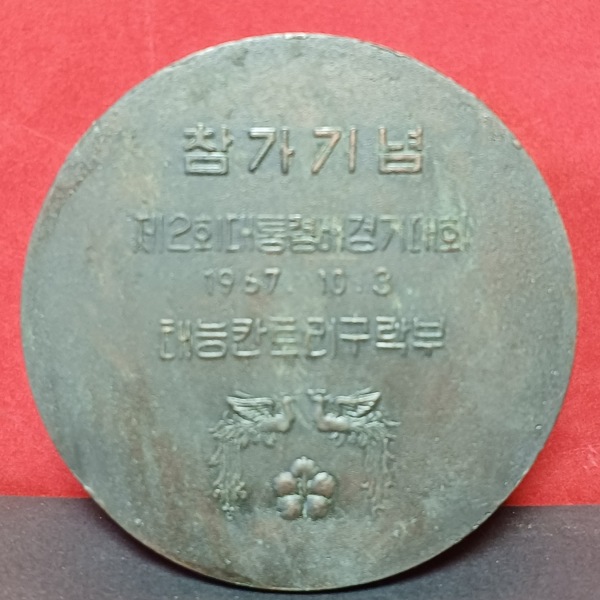 참가기념
제2회대통령배경기대회
1967. 10. 3
태능칸트리구락부